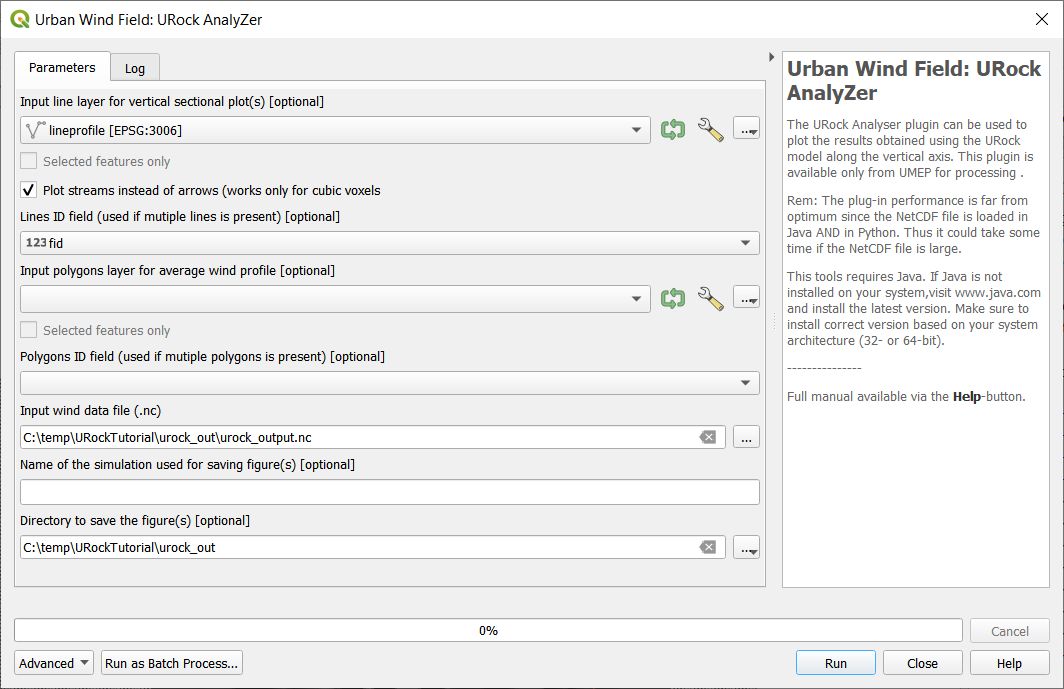 Urban Wind Field: URock AnalyZer
Parameters
Log
Input line layer for vertical sectional plot(s) [optional]
lineprofile [EPSG:3006]
...
Selected features only
Plot streams instead of arrows (works only for cubic voxels
Lines ID field (used if mutiple lines is present) [optional]
123 fid
Input polygons layer for average wind profile [optional]
...
Selected features only
Polygons ID field (used if mutiple polygons is present) [optional]
Input wind data file (.nc)
C:\temp\URockTutorial\urock_out\urock_output.nc
...
Name of the simulation used for saving figure(s) [optional]
Directory to save the figure(s) [optional]
C:\temp\URockTutorial\urock_out
...
Urban Wind Field: URock
AnalyZer
The URock Analyser plugin can be used to
plot the results obtained using the URock
model along the vertical axis. This plugin is
available only from UMEP for processing .
Rem: The plug-in performance is far from
optimum since the NetCDF file is loaded in
Java AND in Python. Thus it could take some
time if the NetCDF file is large.
This tools requires Java. If Java is not
installed on your system,visit www.java.com
and install the latest version. Make sure to
install correct version based on your system
architecture (32- or 64-bit).
---------------
Full manual available via the Help-button.
0%
Cancel
Advanced
Run as Batch Process...
Run
Close
Help